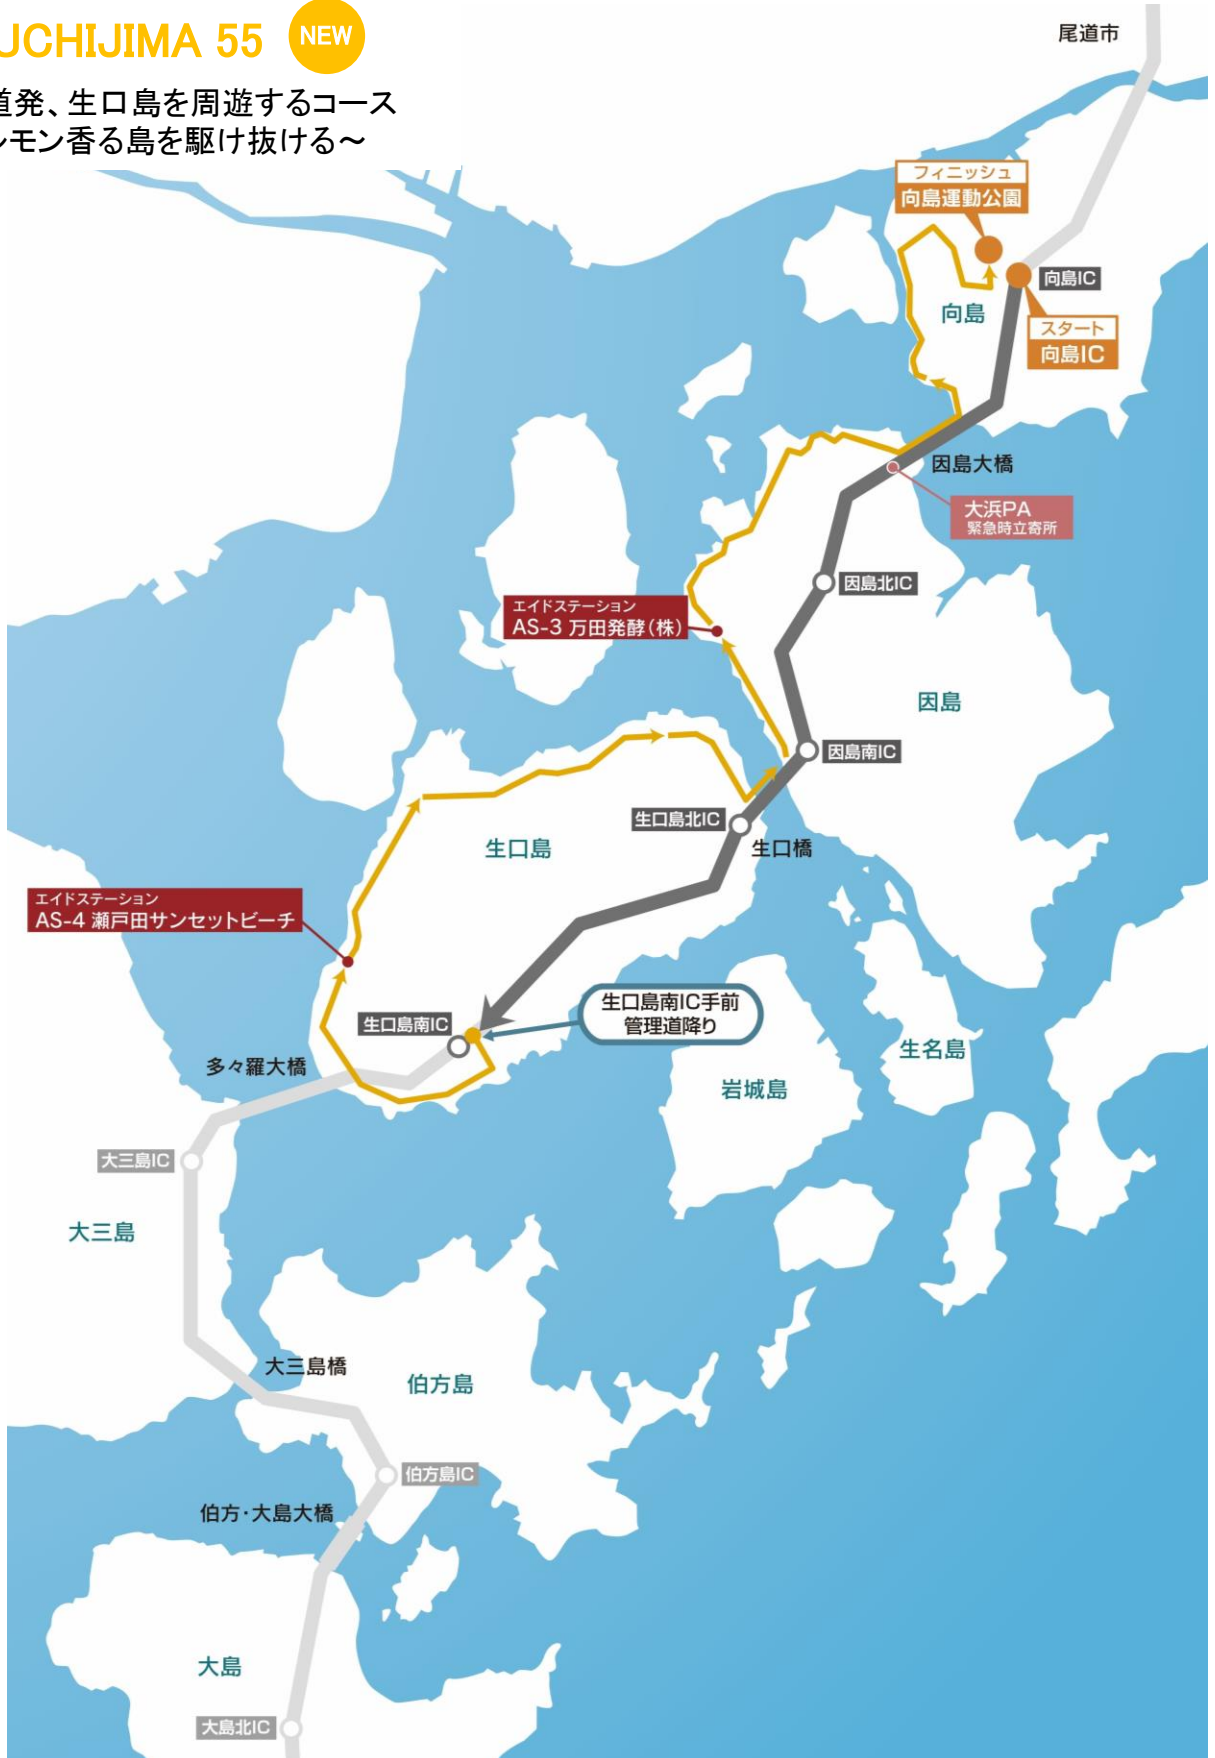 UCHIJIMA 55 NEW
道発、生口島を周遊するコース
レモン香る島を駆け抜ける～
尾道市
フィニッシュ
向島運動公園
向島IC
向島
スタート
向島IC
因島大橋
大浜PA
緊急時立寄所
因島北IC
エイドステーション
AS-3 万田発酵(株)
因島
因島南IC
生口島北IC
生口橋
生口島
エイドステーション
AS-4 瀬戸田サンセットビーチ
生口島南IC手前
管理道降り
生口島南IC
多々羅大橋
生名島
岩城島
大三島IC
大三島
大三島橋
伯方島
伯方島IC
伯方・大島大橋
大島
大島北IC